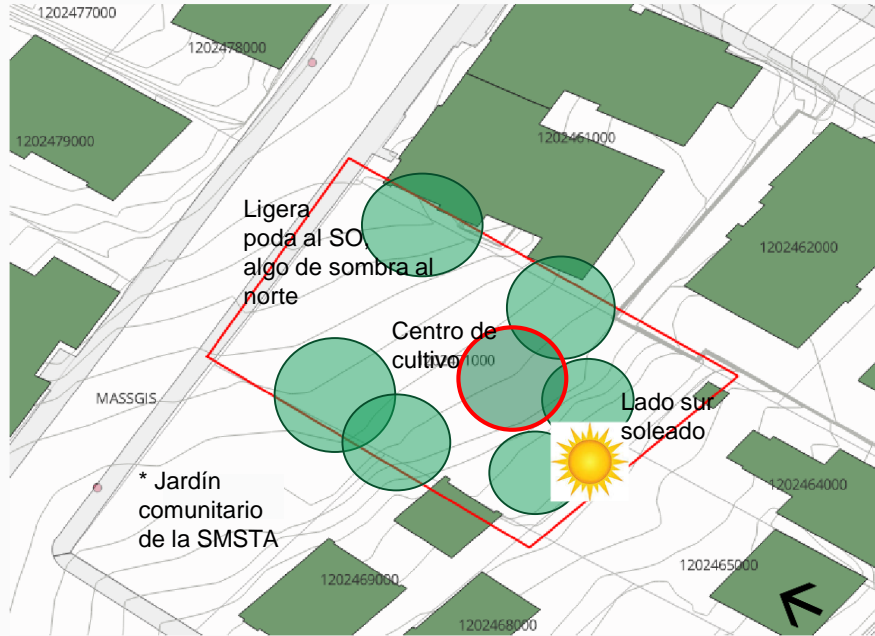 1202477000
1202478000
1202479000
1202461000
Ligera
poda al SO,
algo de sombra al
norte
1202462000
Centro de
cultivo
Lado sur
soleado
MASSGIS
* Jardín
comunitario
de la SMSTA
1202464000
1202465000
1202469000
1202468000